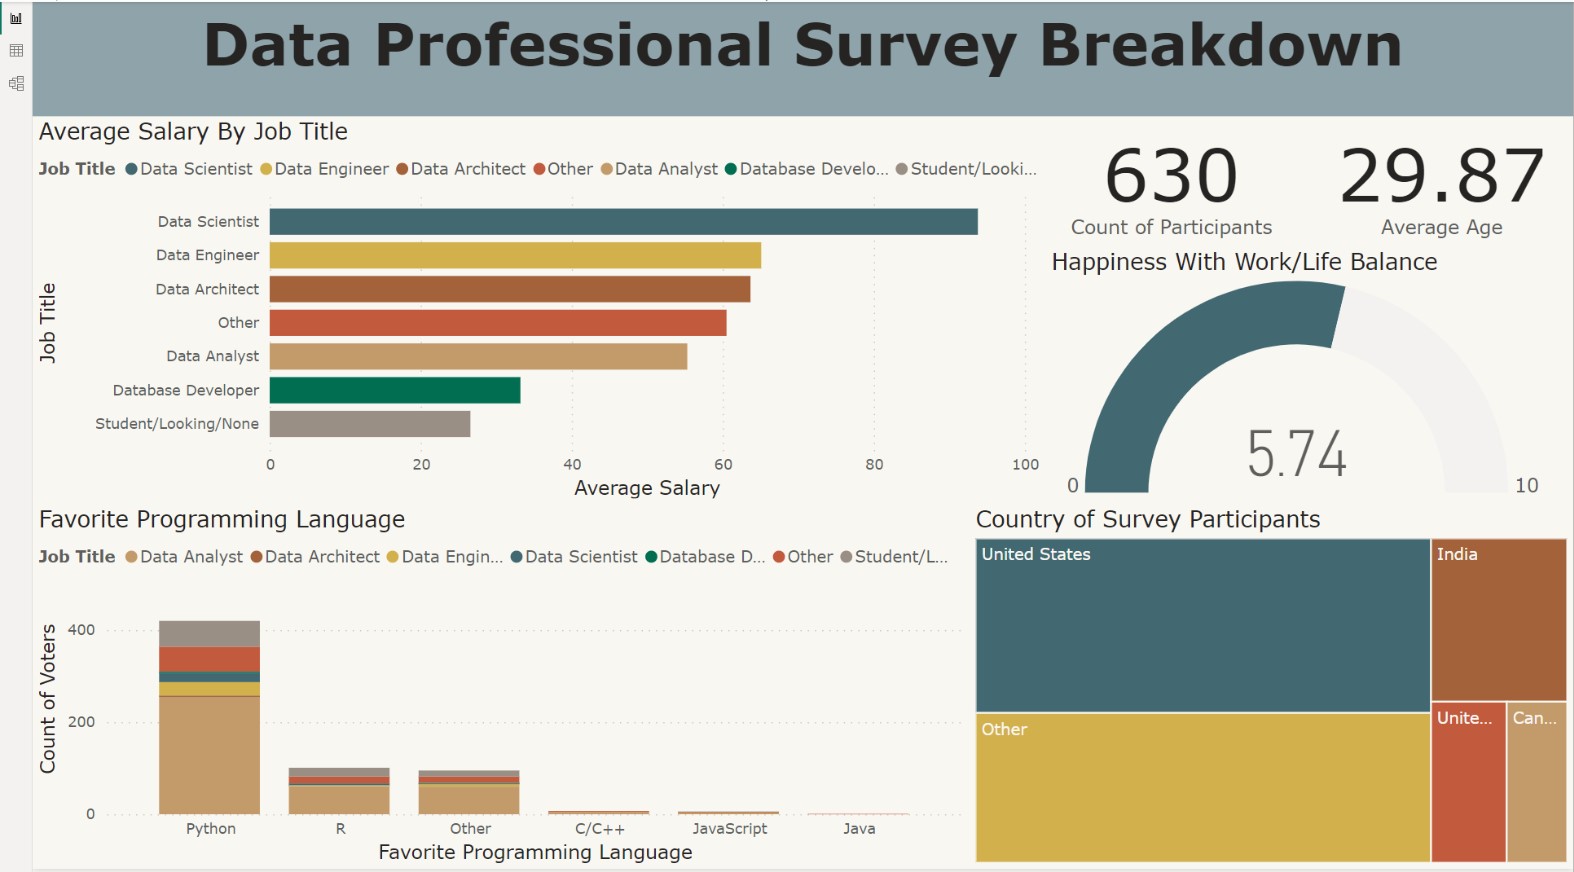 Data Professional Survey Breakdown
Average Salary By Job Title
Job Title Data Scientist Data Engineer Data Architect Other Data Analyst Database Develo... Student/Looki...
Job Title
Data Scientist
Data Engineer
Data Architect
Other
Data Analyst
Database Developer
Student/Looking/None
0 20 40 60 80 100
Average Salary
630
Count of Participants
29.87
Average Age
Happiness With Work/Life Balance
5.74
0
10
Favorite Programming Language
Job Title Data Analyst Data Architect Data Engin... Data Scientist Database D... Other Student/L...
Count of Voters
400
200
0
Python R Other C/C++ JavaScript Java
Favorite Programming Language
Country of Survey Participants
United States
India
Other
Unite...
Can...